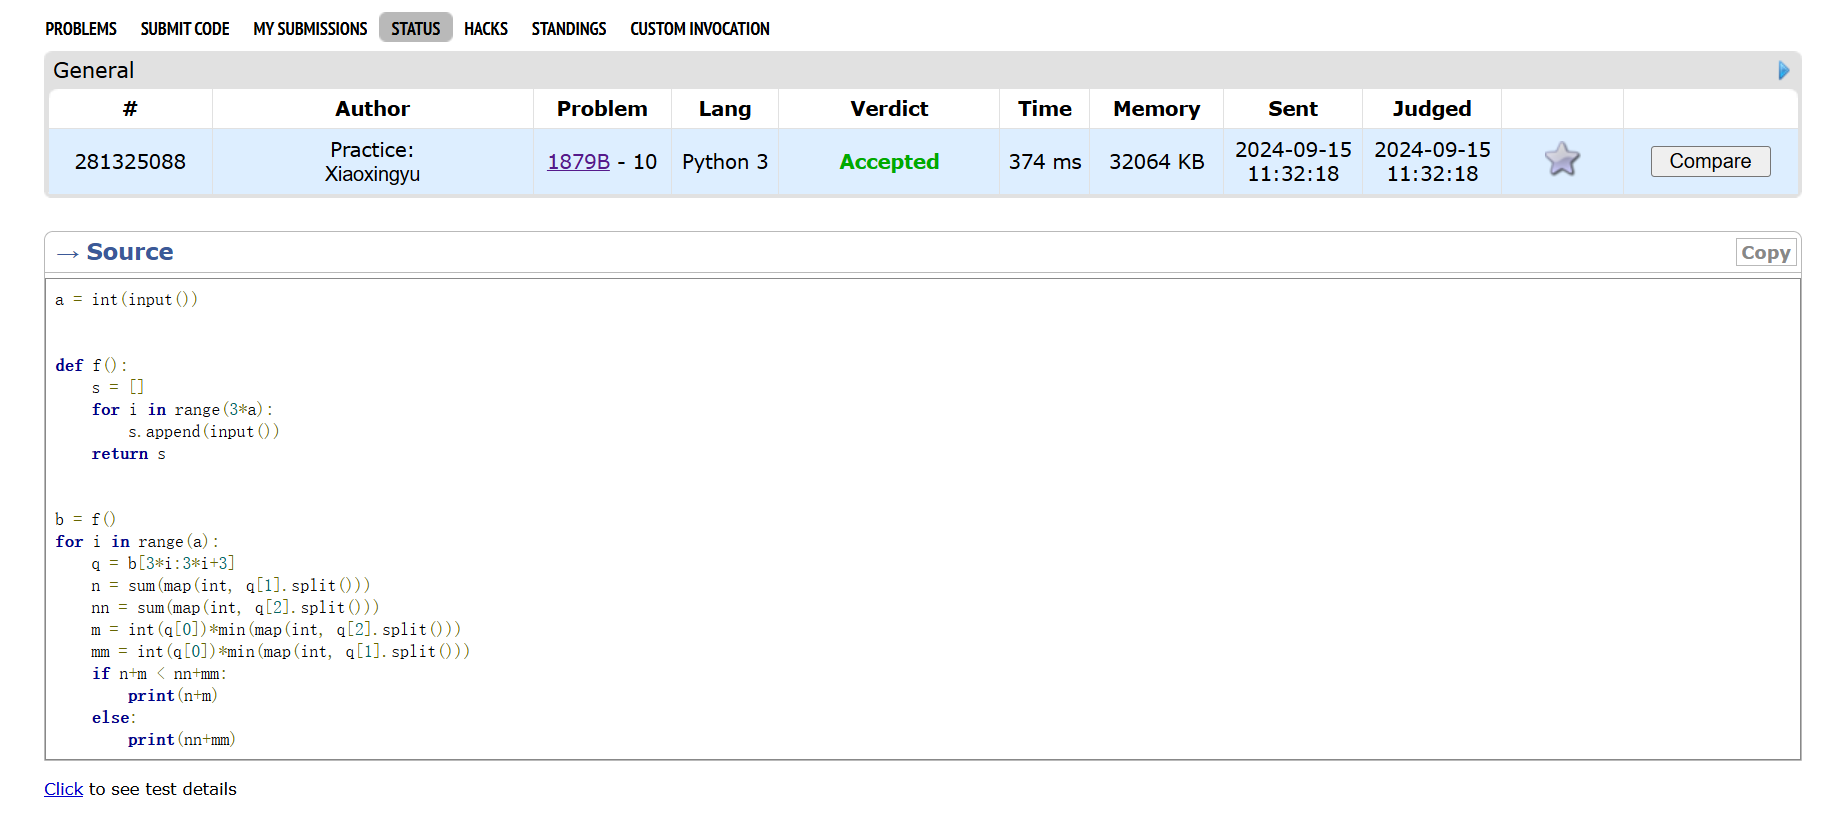 PROBLEMS SUBMIT CODE MY SUBMISSIONS STATUS HACKS STANDINGS CUSTOM INVOCATION
General
# Author Problem Lang Verdict Time Memory Sent Judged
281325088 Practice: Xiaoxingyu 1879B - 10 Python 3 Accepted 374 ms 32064 KB 2024-09-15 11:32:18 2024-09-15 11:32:18 Compare
→ Source Copy
a = int(input())
def f():
    s = []
    for i in range(3*a):
        s.append(input())
    return s
b = f()
for i in range(a):
    q = b[3*i:3*i+3]
    n = sum(map(int, q[1].split()))
    nn = sum(map(int, q[2].split()))
    m = int(q[0])*min(map(int, q[2].split()))
    mm = int(q[0])*min(map(int, q[1].split()))
    if n+m < nn+mm:
        print(n+m)
    else:
        print(nn+mm)
Click to see test details